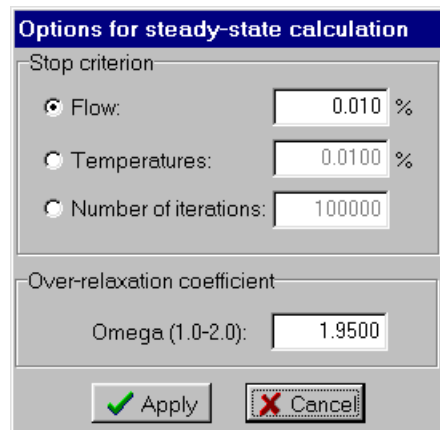 Options for steady-state calculation
Stop criterion
Flow: 0.010 %
Temperatures: 0.0100 %
Number of iterations: 100000
Over-relaxation coefficient
Omega (1.0-2.0): 1.9500
Apply Cancel